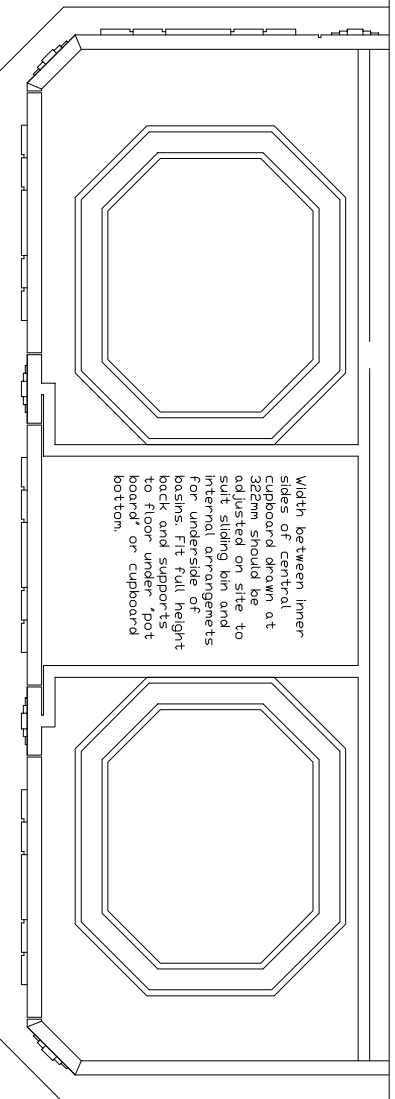 Width between inner
sides of central
cupboard drawn at
322mm should be
adjusted on site to
suit sliding bin and
internal arrangemets
for underside of
basins. Fit full height
back and supports
to floor under "pot
board" or cupboard
bottom.